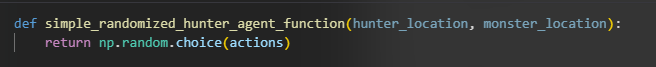 def simple_randomized_hunter_agent_function(hunter_location, monster_location):
    return np.random.choice(actions)